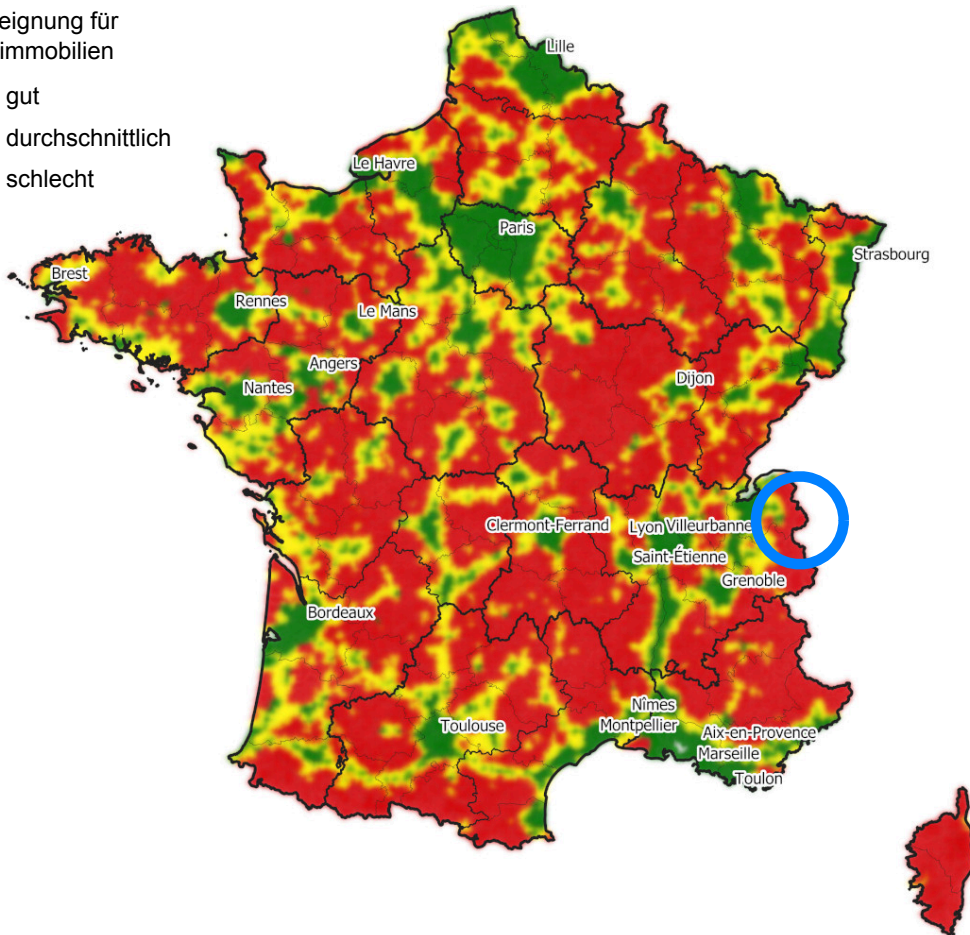 eignung für
immobilien
gut
durchschnittlich
schlecht
Lille
Le Havre
Paris
Strasbourg
Brest
Rennes
Le Mans
Angers
Nantes
Dijon
Clermont-Ferrand
Lyon
Villeurbanne
Saint-Étienne
Grenoble
Bordeaux
Nîmes
Montpellier
Toulouse
Aix-en-Provence
Marseille
Toulon